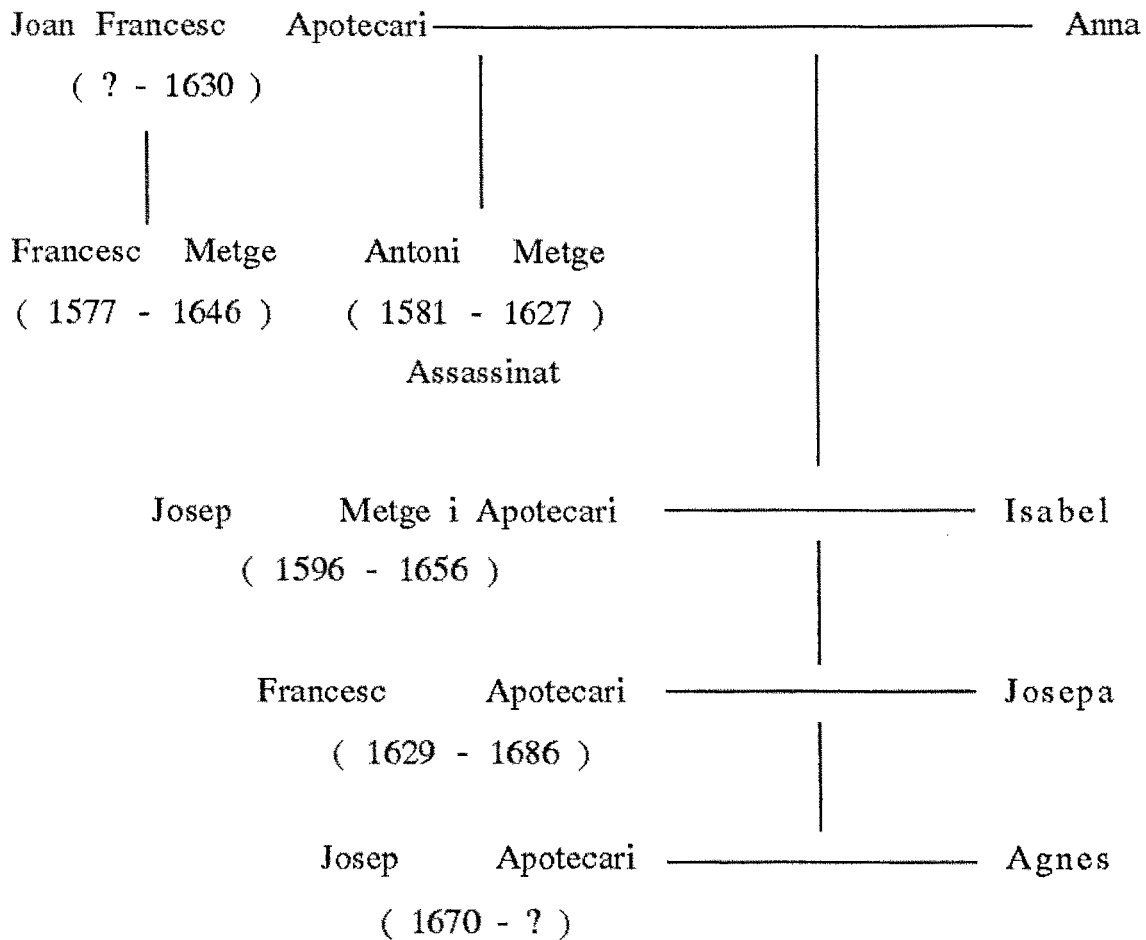 Joan Francesc Apotecari Anna
( ? - 1630 )
Francesc Metge Antoni Metge
( 1577 - 1646 ) ( 1581 - 1627 )
Assassinat
Josep Metge i Apotecari Isabel
( 1596 - 1656 )
Francesc Apotecari Josepa
( 1629 - 1686 )
Josep Apotecari Agnes
( 1670 - ? )